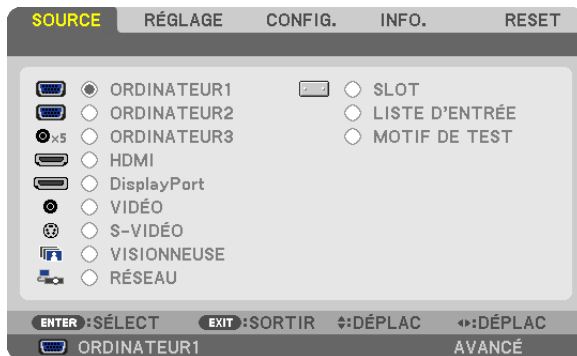 SOURCE RÉGLAGE CONFIG. INFO. RESET
ORDINATEUR1
ORDINATEUR2
×5 ORDINATEUR3
HDMI
DisplayPort
VIDÉO
S-VIDÉO
VISIONNEUSE
RÉSEAU
SLOT
LISTE D'ENTRÉE
MOTIF DE TEST
ENTER:SÉLECT EXIT:SORTIR :DÉPLAC :DÉPLAC
ORDINATEUR1 AVANCÉ